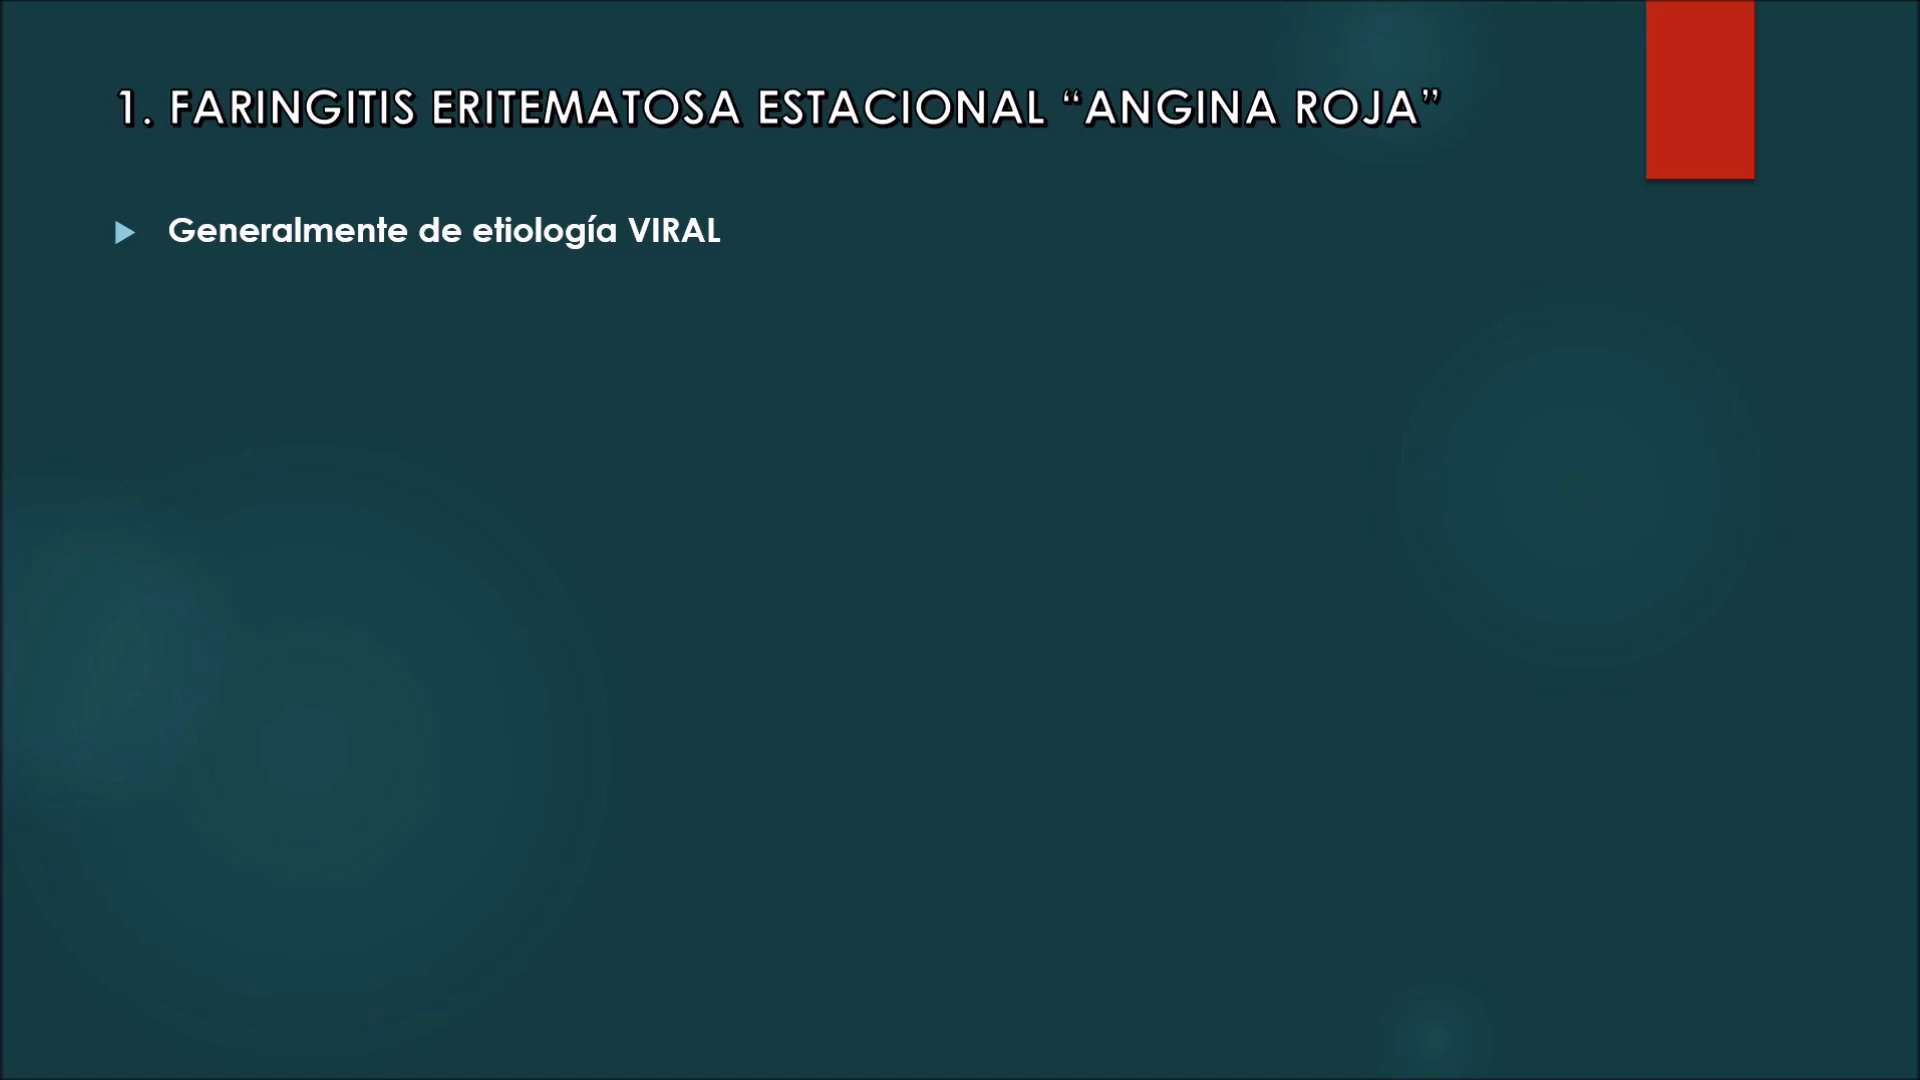 1. FARINGITIS ERITEMATOSA ESTACIONAL “ANGINA ROJA”
Generalmente de etiología VIRAL